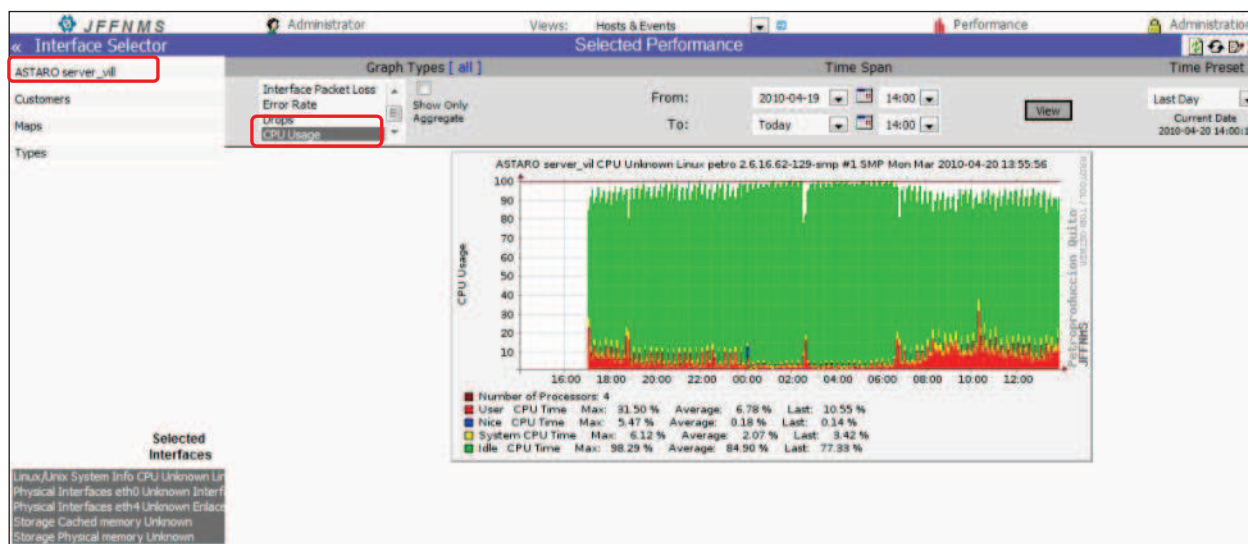 JFFNMS
Administrator
Views:
Hosts & Events
Performance
Administration
« Interface Selector
Selected Performance
ASTARO server_vill
Customers
Maps
Types
Graph Types [ all ]
Time Span
Time Preset
Interface Packet Loss
Error Rate
Drops
CPU Usage
Show Only
Aggregate
From:
2010-04-19
14:00
To:
Today
14:00
View
Last Day
Current Date
2010-04-20 14:00:1
ASTARO server_vil CPU Unknown Linux petro 2.6.16.62-129-smp #1 SMP Mon Mar 2010-04-20 13:55:56
CPU Usage
100
90
80
70
60
50
40
30
20
10
16:00 18:00 20:00 22:00 00:00 02:00 04:00 06:00 08:00 10:00 12:00
Petroproduccion Quito
JFFNMS
RRDTOOL / TOBI OETIKER
Number of Processors: 4
User CPU Time Max: 31.50 % Average: 6.78 % Last: 10.55 %
Nice CPU Time Max: 5.47 % Average: 0.18 % Last: 0.14 %
System CPU Time Max: 6.12 % Average: 2.07 % Last: 3.42 %
Idle CPU Time Max: 98.29 % Average: 84.90 % Last: 77.33 %
Selected
Interfaces
Linux/Unix System Info CPU Unknown Lin
Physical Interfaces eth0 Unknown Interf
Physical Interfaces eth4 Unknown Enlace
Storage Cached memory Unknown
Storage Physical memory Unknown